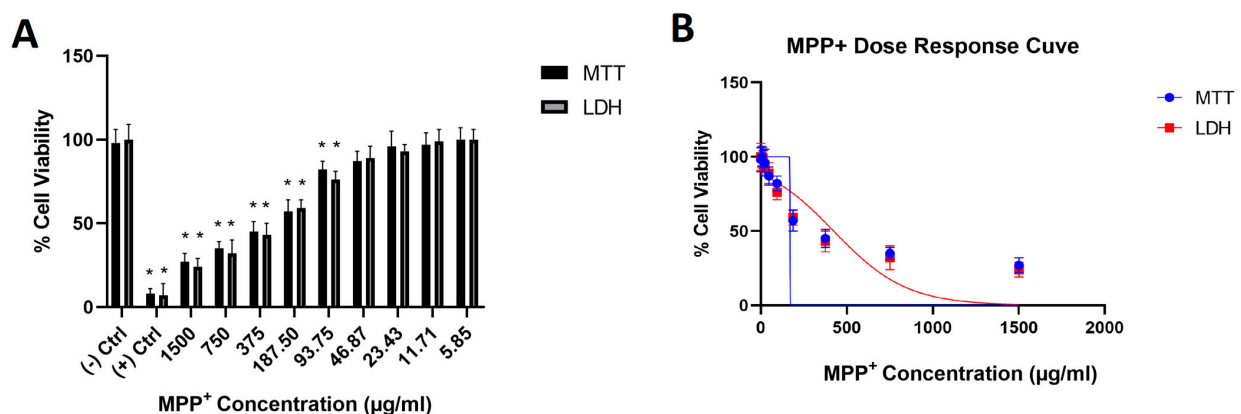 A
150
100
50
0
% Cell Viability
MTT
LDH
* * * * * * * * * * * *
(-) Ctrl
(+) Ctrl
1500
750
375
187.50
93.75
46.87
23.43
11.71
5.85
MPP⁺ Concentration (µg/ml)
B
MPP+ Dose Response Cuve
150
100
50
0
% Cell Viability
0 500 1000 1500 2000
MPP⁺ Concentration (µg/ml)
MTT
LDH